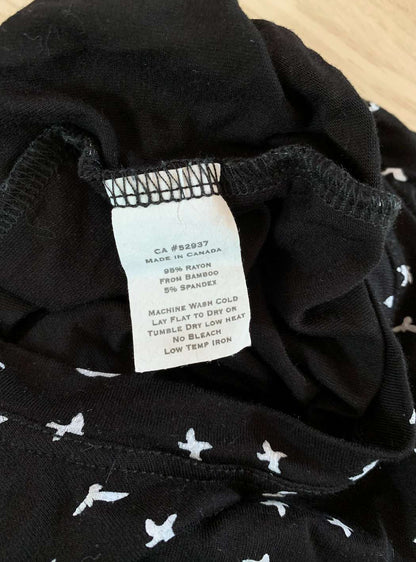 CA #52937
MADE IN CANADA
95% RAYON
FROM BAMBOO
5% SPANDEX
MACHINE WASH COLD
LAY FLAT TO DRY OR
TUMBLE DRY LOW HEAT
NO BLEACH
LOW TEMP IRON